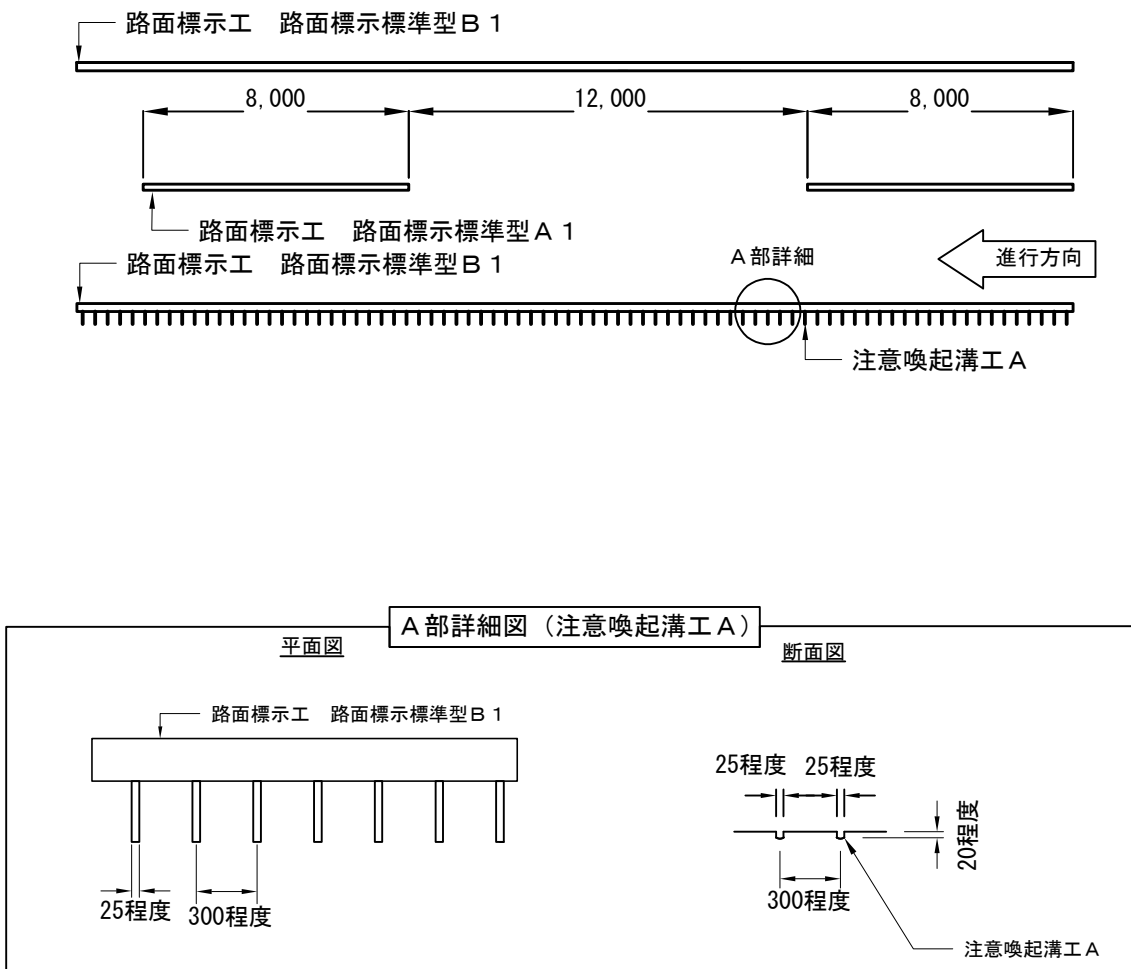 路面標示工　路面標示標準型Ｂ１
8,000
12,000
8,000
路面標示工　路面標示標準型Ａ１
路面標示工　路面標示標準型Ｂ１
Ａ部詳細
進行方向
注意喚起溝工Ａ
Ａ部詳細図（注意喚起溝工Ａ）
平面図
断面図
路面標示工　路面標示標準型Ｂ１
25程度
25程度
20程度
25程度
300程度
300程度
注意喚起溝工Ａ